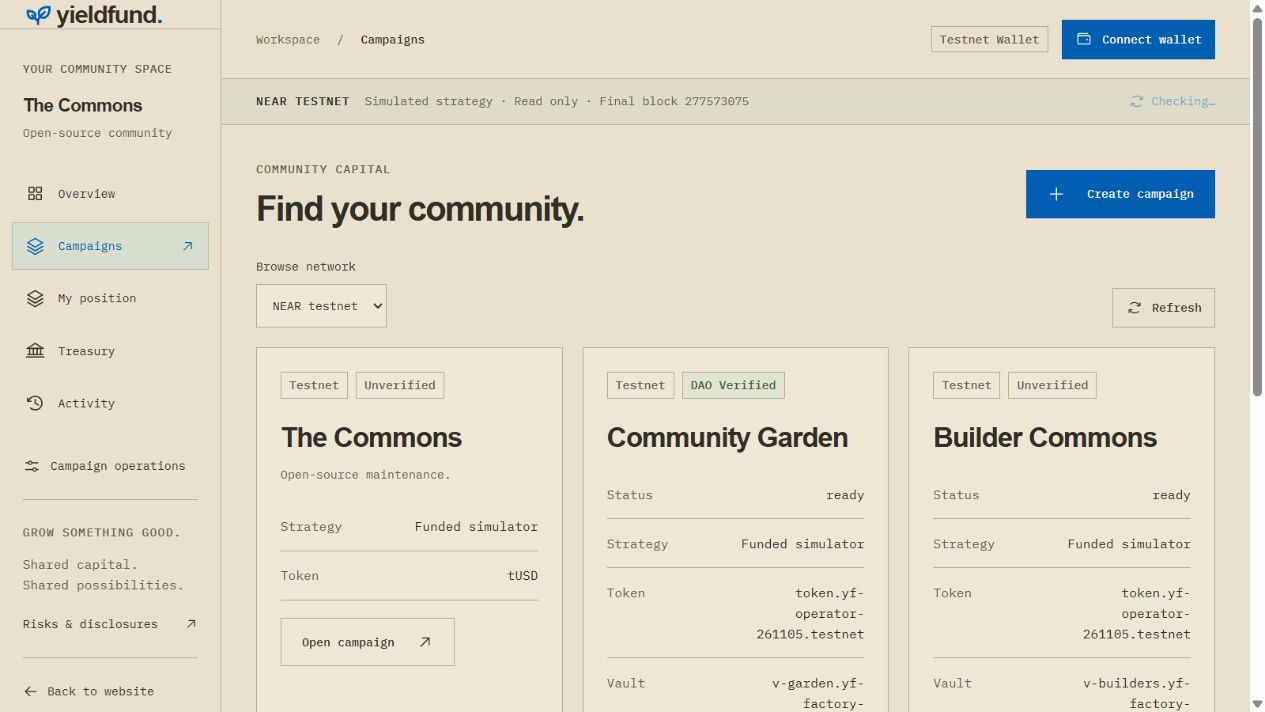 yieldfund.
YOUR COMMUNITY SPACE
The Commons
Open-source community
Overview
Campaigns
My position
Treasury
Activity
Campaign operations
GROW SOMETHING GOOD.
Shared capital.
Shared possibilities.
Risks & disclosures
Back to website
Workspace / Campaigns
Testnet Wallet
Connect wallet
NEAR TESTNET Simulated strategy · Read only · Final block 277573075
Checking…
COMMUNITY CAPITAL
Find your community.
Create campaign
Browse network
NEAR testnet
Refresh
Testnet Unverified
The Commons
Open-source maintenance.
Strategy Funded simulator
Token tUSD
Open campaign
Testnet DAO Verified
Community Garden
Status ready
Strategy Funded simulator
Token token.yf-
operator-
261105.testnet
Vault v-garden.yf-
factory-
Testnet Unverified
Builder Commons
Status ready
Strategy Funded simulator
Token token.yf-
operator-
261105.testnet
Vault v-builders.yf-
factory-